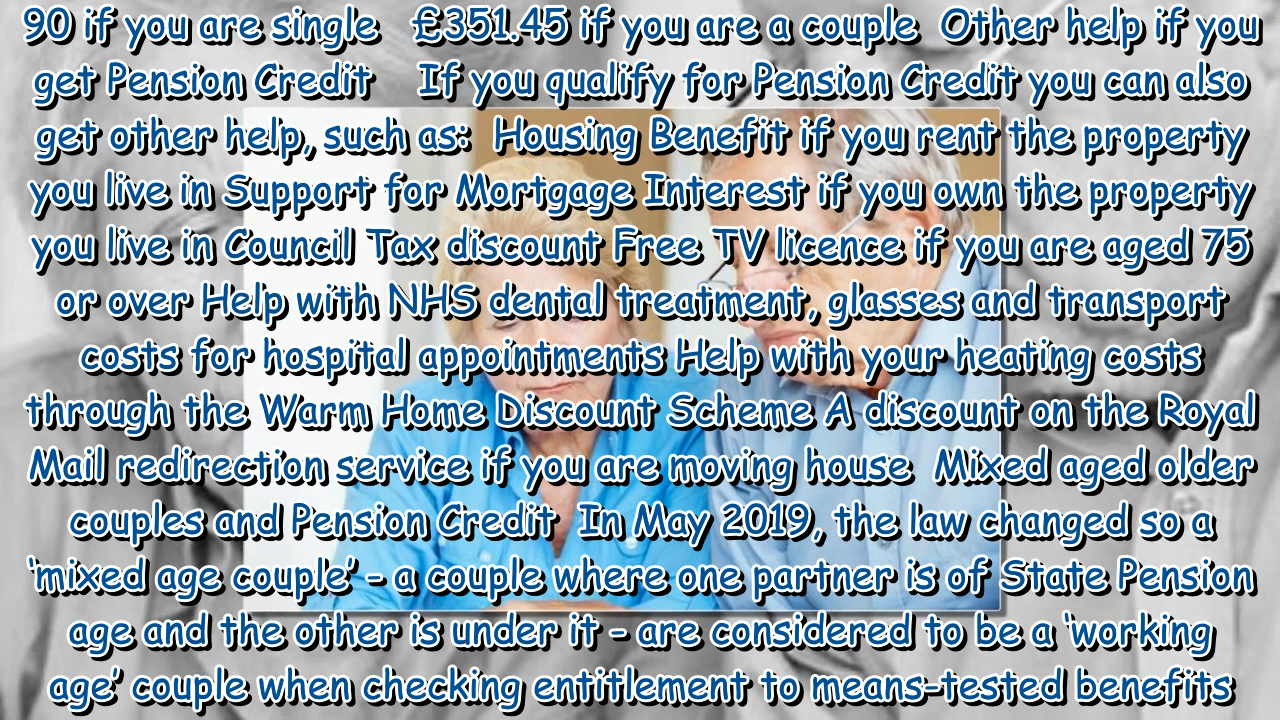 90 if you are single £351.45 if you are a couple Other help if you
get Pension Credit If you qualify for Pension Credit you can also
get other help, such as: Housing Benefit if you rent the property
you live in Support for Mortgage Interest if you own the property
you live in Council Tax discount Free TV licence if you are aged 75
or over Help with NHS dental treatment, glasses and transport
costs for hospital appointments Help with your heating costs
through the Warm Home Discount Scheme A discount on the Royal
Mail redirection service if you are moving house Mixed aged older
couples and Pension Credit In May 2019, the law changed so a
‘mixed age couple’ - a couple where one partner is of State Pension
age and the other is under it - are considered to be a ‘working
age’ couple when checking entitlement to means-tested benefits